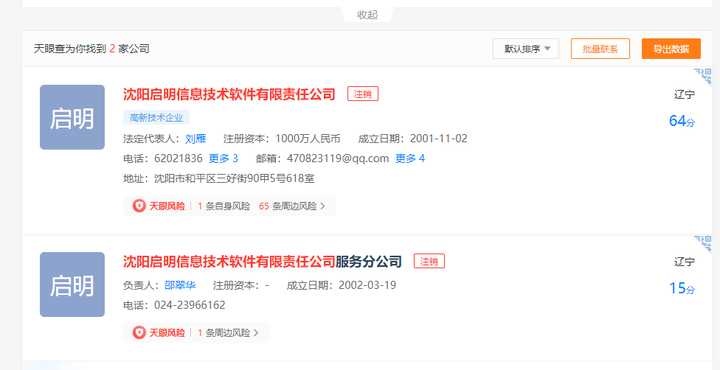 收起
天眼查为你找到 2 家公司 默认排序 批量联系 导出数据
启明
沈阳启明信息技术软件有限责任公司 注销 辽宁
高新技术企业 64分
法定代表人：刘雁 注册资本：1000万人民币 成立日期：2001-11-02
电话：62021836 更多 3 邮箱：470823119@qq.com 更多 4
地址：沈阳市和平区三好街90甲5号618室
天眼风险 1 条自身风险 65 条周边风险 >
启明
沈阳启明信息技术软件有限责任公司服务分公司 注销 辽宁
负责人：邵翠华 注册资本：- 成立日期：2002-03-19 15分
电话：024-23966162
天眼风险 1 条周边风险 >